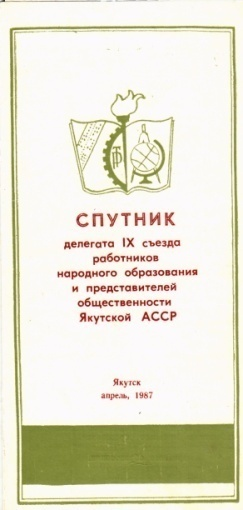 СПУТНИК
делегата IX съезда
работников
народного образования
и представителей
общественности
Якутской АССР
Якутск
апрель, 1987